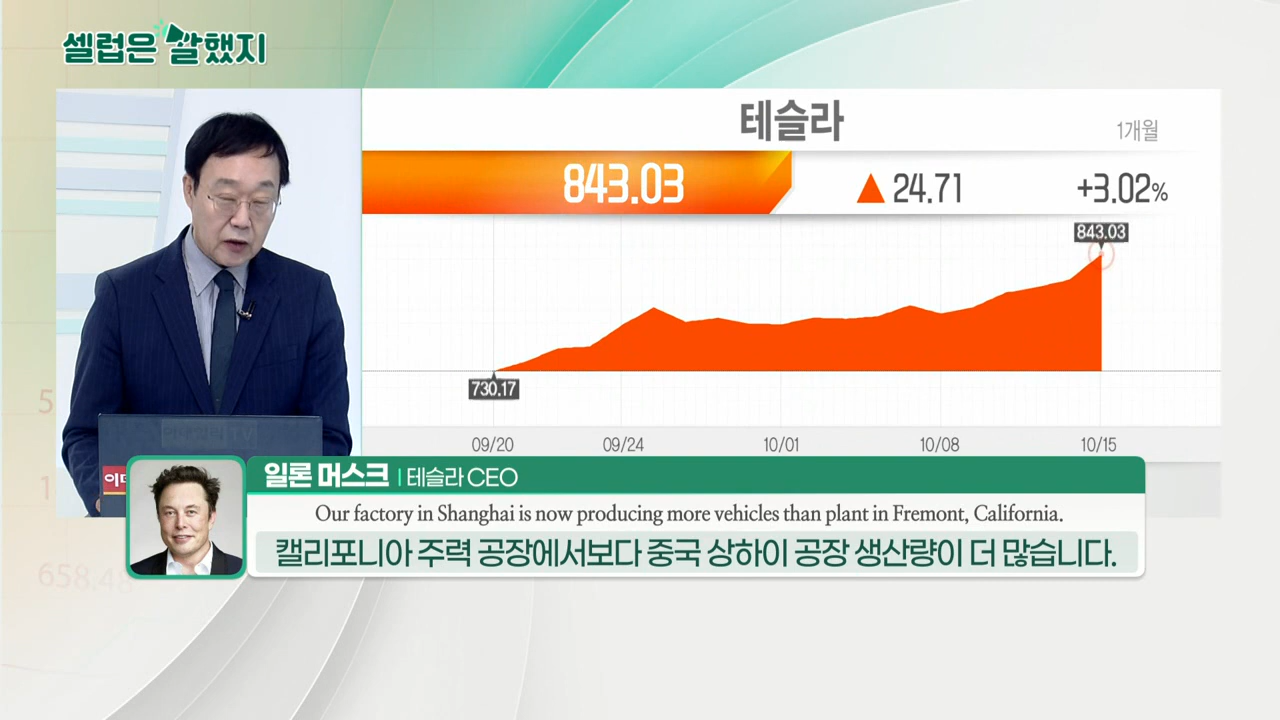 셀럽은 말했지
테슬라
1개월
843.03
▲ 24.71
+3.02%
843.03
730.17
09/20
09/24
10/01
10/08
10/15
658.48
일론 머스크 | 테슬라 CEO
Our factory in Shanghai is now producing more vehicles than plant in Fremont, California.
캘리포니아 주력 공장에서보다 중국 상하이 공장 생산량이 더 많습니다.